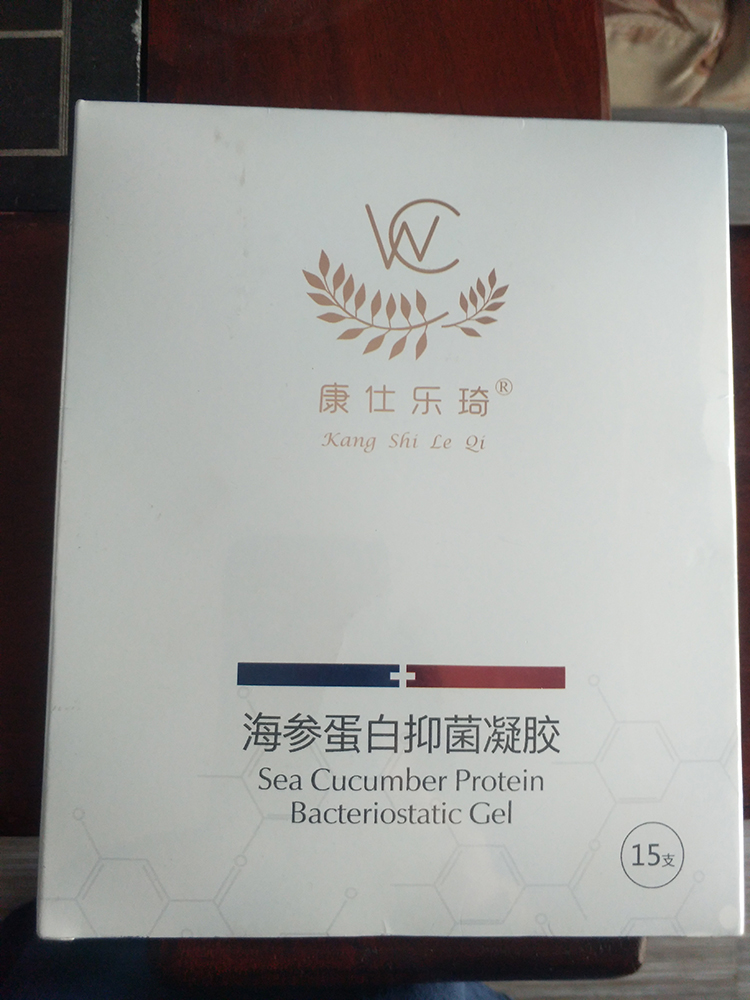 WC
康仕乐琦®
Kang Shi Le Qi
海参蛋白抑菌凝胶
Sea Cucumber Protein
Bacteriostatic Gel
15支